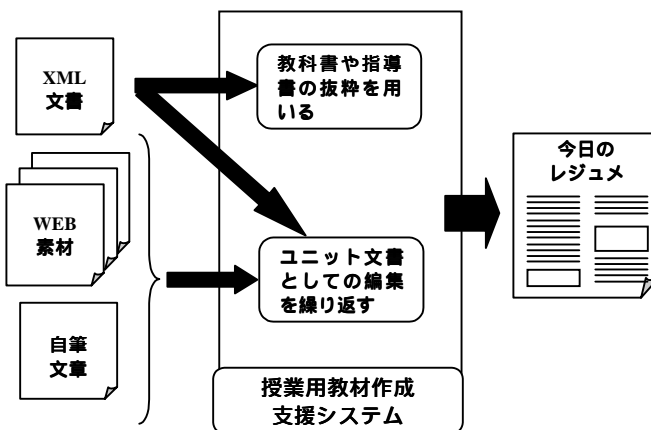 XML
文書
WEB
素材
自筆
文章
教科書や指導
書の抜粋を用
いる
ユニット文書
としての編集
を繰り返す
授業用教材作成
支援システム
今日の
レジュメ